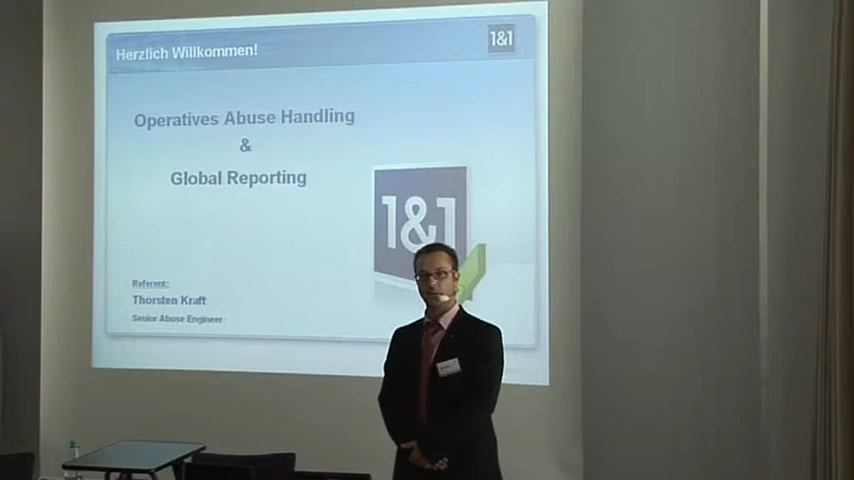 Herzlich Willkommen!
1&1
Operatives Abuse Handling
&
Global Reporting
1&1
Referent:
Thorsten Kraft
Senior Abuse Engineer